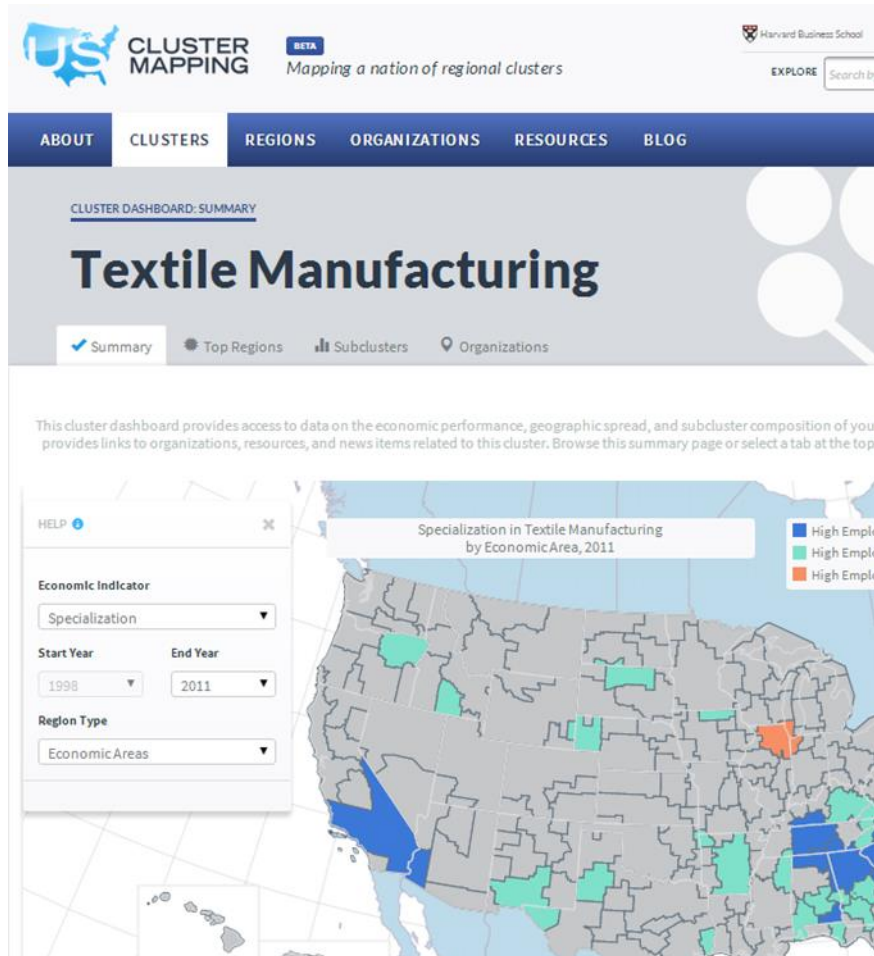 US CLUSTER MAPPING
BETA
Mapping a nation of regional clusters
Harvard Business School
EXPLORE
Search b
ABOUT CLUSTERS REGIONS ORGANIZATIONS RESOURCES BLOG
CLUSTER DASHBOARD: SUMMARY
Textile Manufacturing
Summary Top Regions Subclusters Organizations
This cluster dashboard provides access to data on the economic performance, geographic spread, and subcluster composition of you
provides links to organizations, resources, and news items related to this cluster. Browse this summary page or select a tab at the top
HELP
Specialization in Textile Manufacturing
by Economic Area, 2011
High Emplo
High Emplo
High Emplo
Economic Indicator
Specialization
Start Year End Year
1998 2011
Region Type
Economic Areas